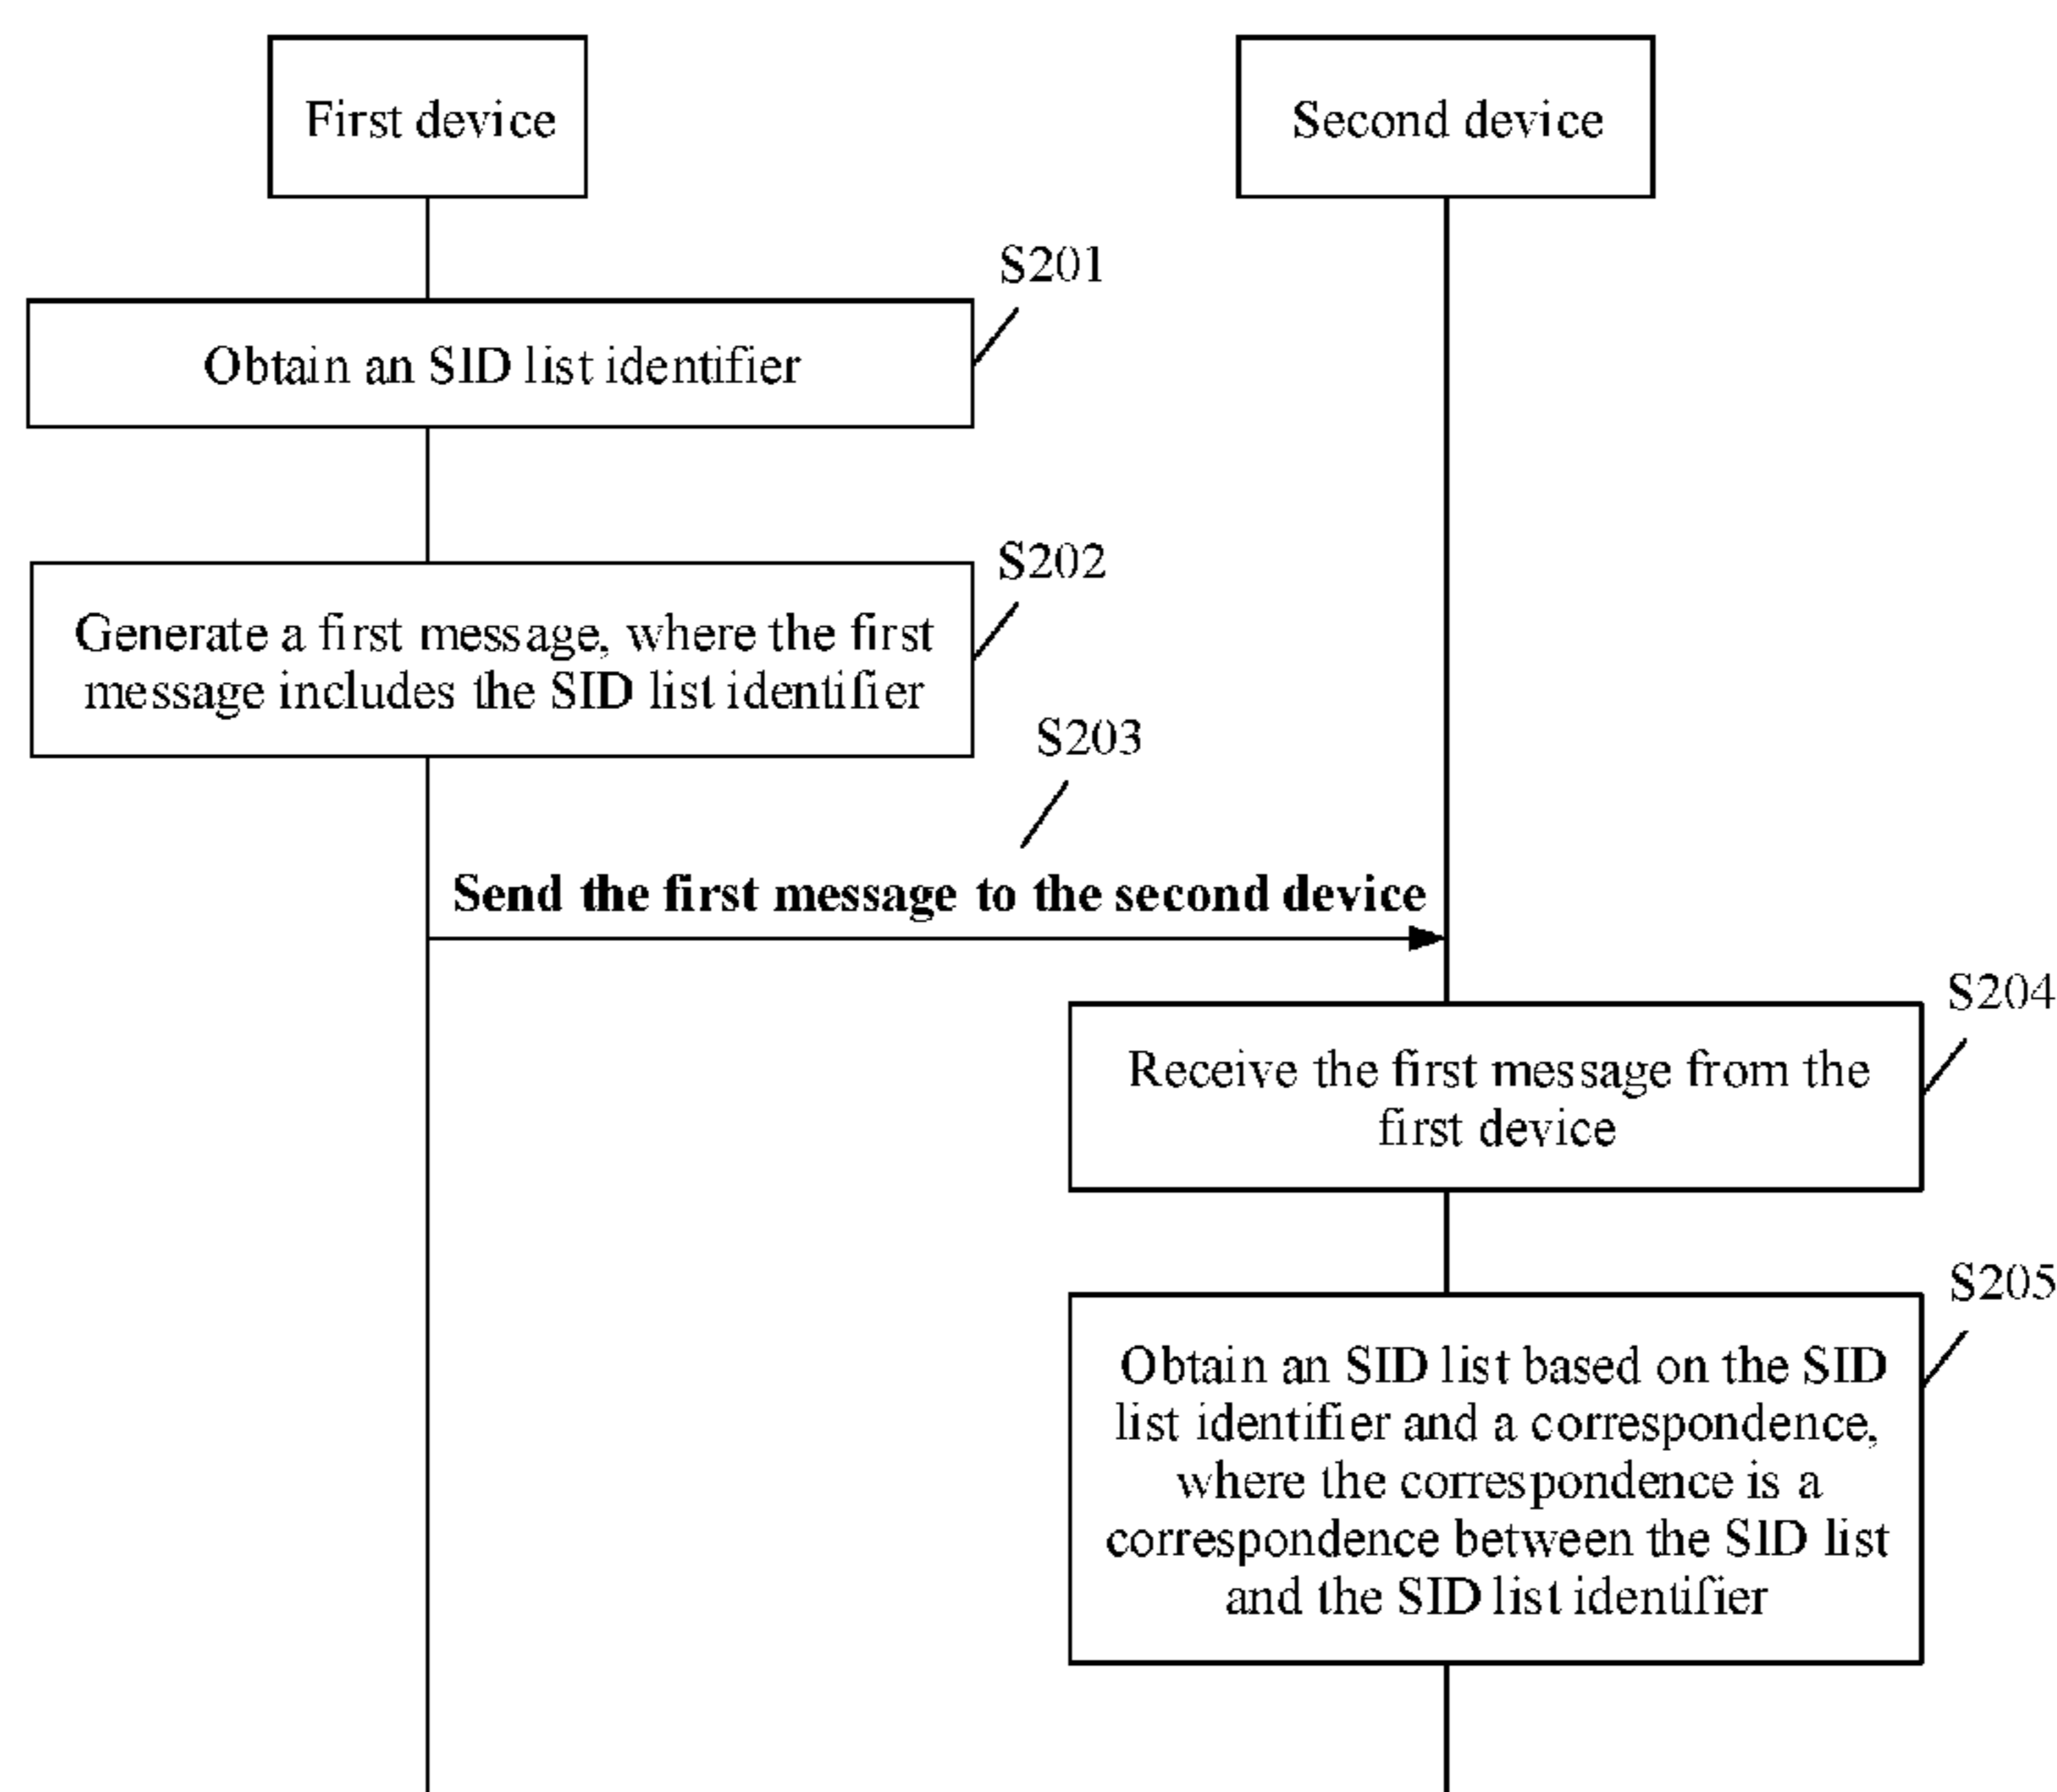 First device
Second device
S201
Obtain an SID list identifier
S202
Generate a first message, where the first
message includes the SID list identifier
S203
Send the first message to the second device
S204
Receive the first message from the
first device
S205
Obtain an SID list based on the SID
list identifier and a correspondence,
where the correspondence is a
correspondence between the SID list
and the SID list identifier